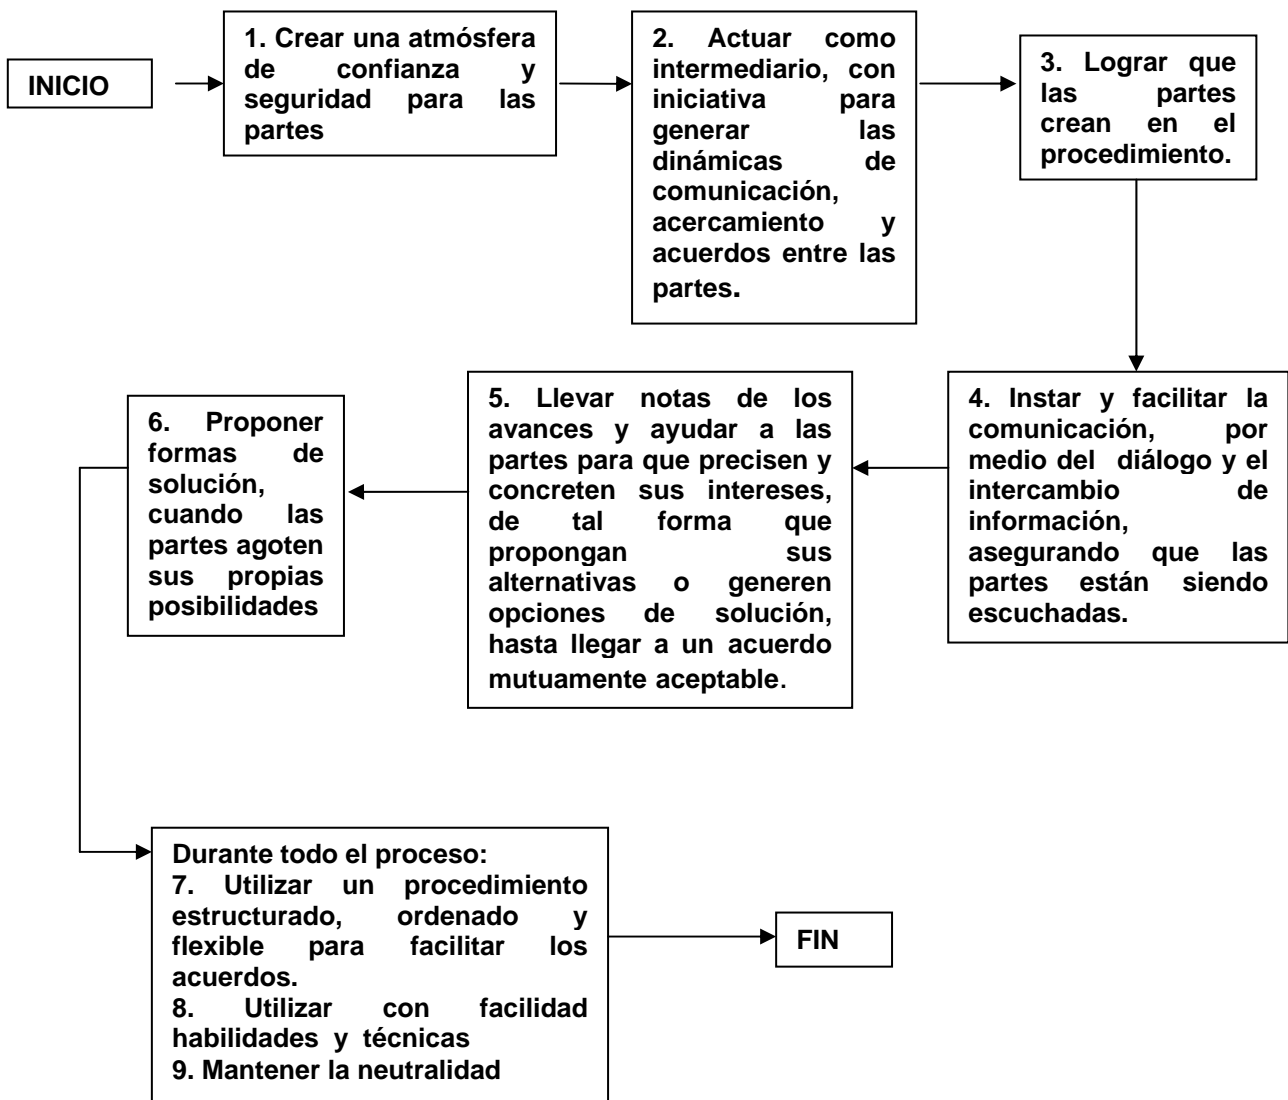 INICIO
1. Crear una atmósfera
de confianza y
seguridad para las
partes
2. Actuar como
intermediario, con
iniciativa para
generar las
dinámicas de
comunicación,
acercamiento y
acuerdos entre las
partes.
3. Lograr que
las partes
crean en el
procedimiento.
4. Instar y facilitar la
comunicación, por
medio del diálogo y el
intercambio de
información,
asegurando que las
partes están siendo
escuchadas.
5. Llevar notas de los
avances y ayudar a las
partes para que precisen y
concreten sus intereses,
de tal forma que
propongan sus
alternativas o generen
opciones de solución,
hasta llegar a un acuerdo
mutuamente aceptable.
6. Proponer
formas de
solución,
cuando las
partes agoten
sus propias
posibilidades
Durante todo el proceso:
7. Utilizar un procedimiento
estructurado, ordenado y
flexible para facilitar los
acuerdos.
8. Utilizar con facilidad
habilidades y técnicas
9. Mantener la neutralidad
FIN